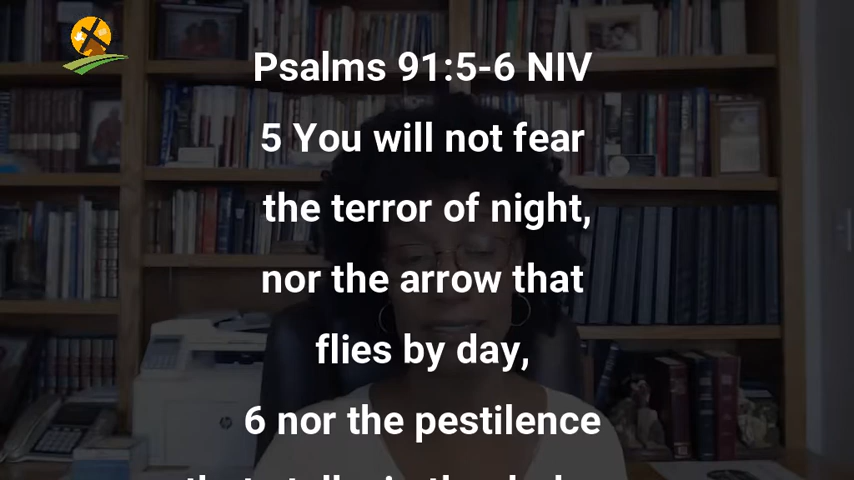 Psalms 91:5-6 NIV
5 You will not fear
the terror of night,
nor the arrow that
flies by day,
6 nor the pestilence